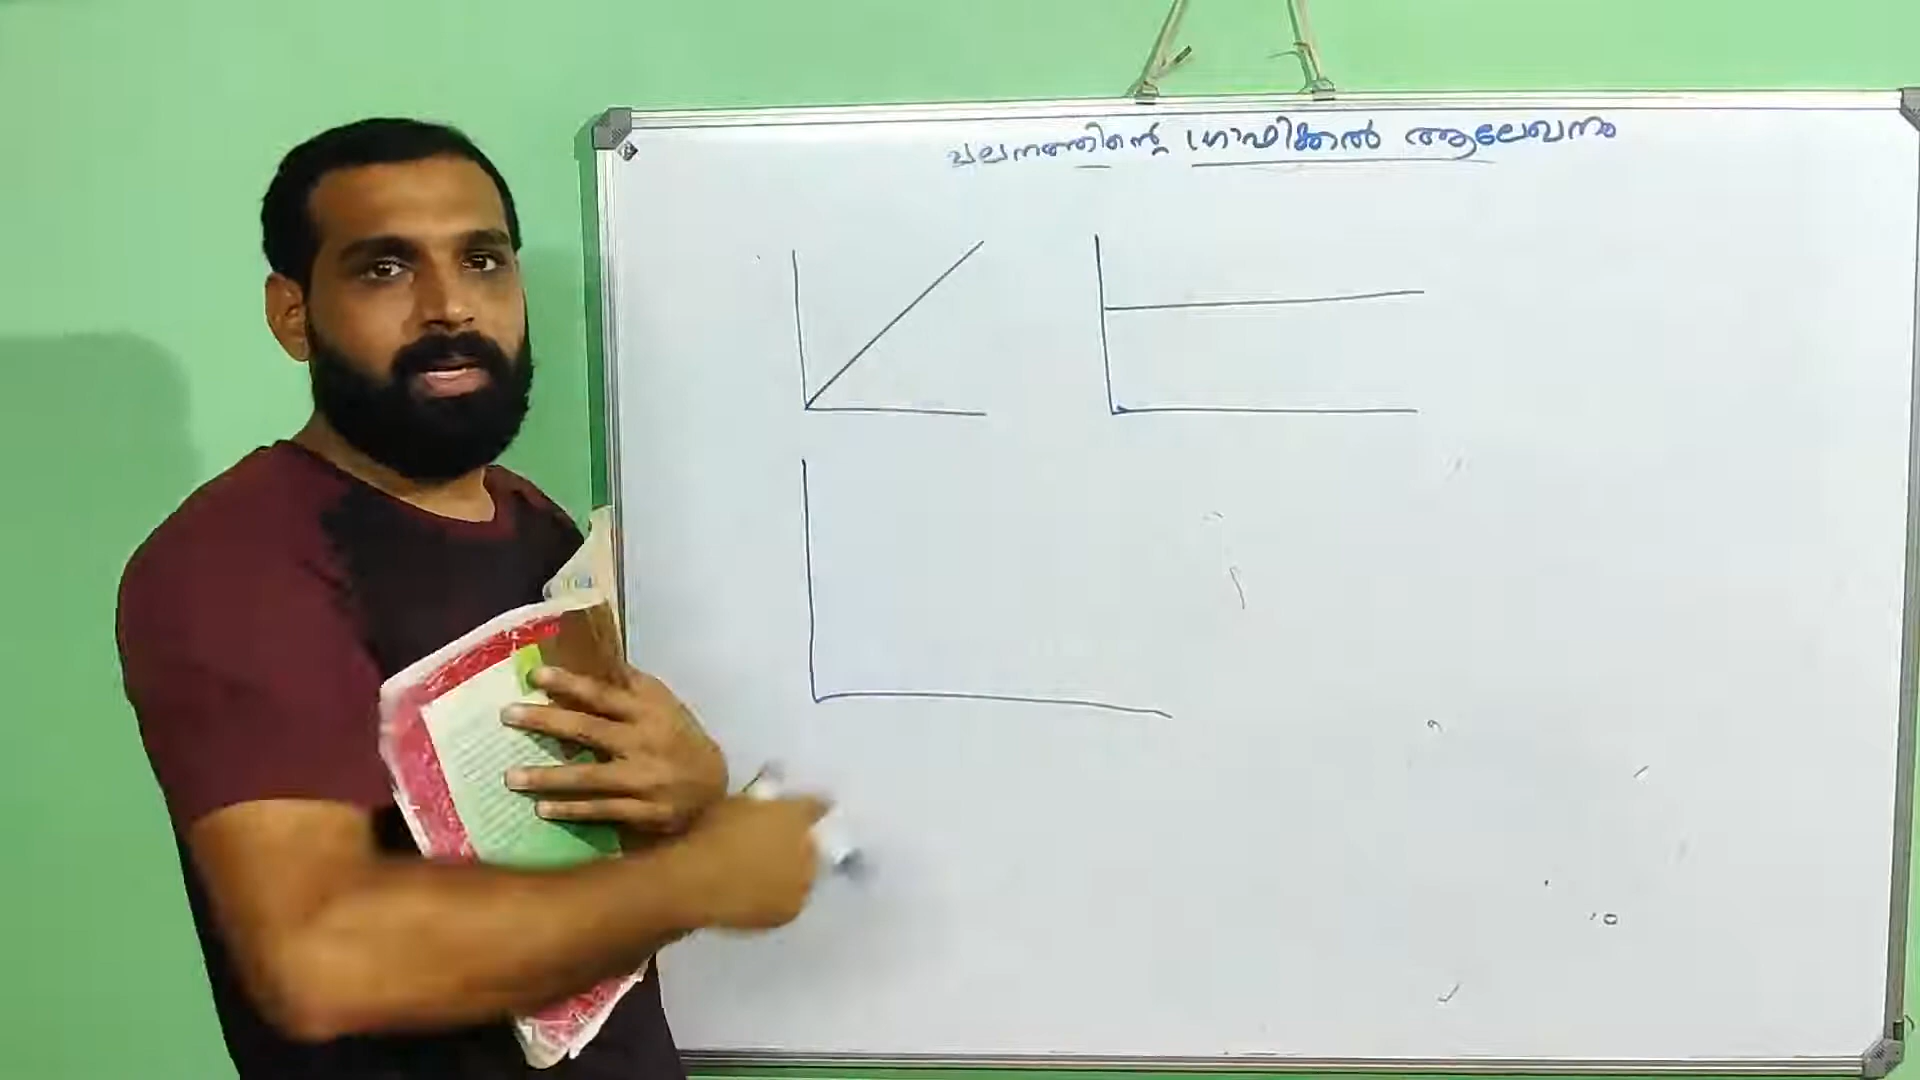 ചലനത്തിന്റെ ഗ്രാഫിക്കൽ ആലേഖനം